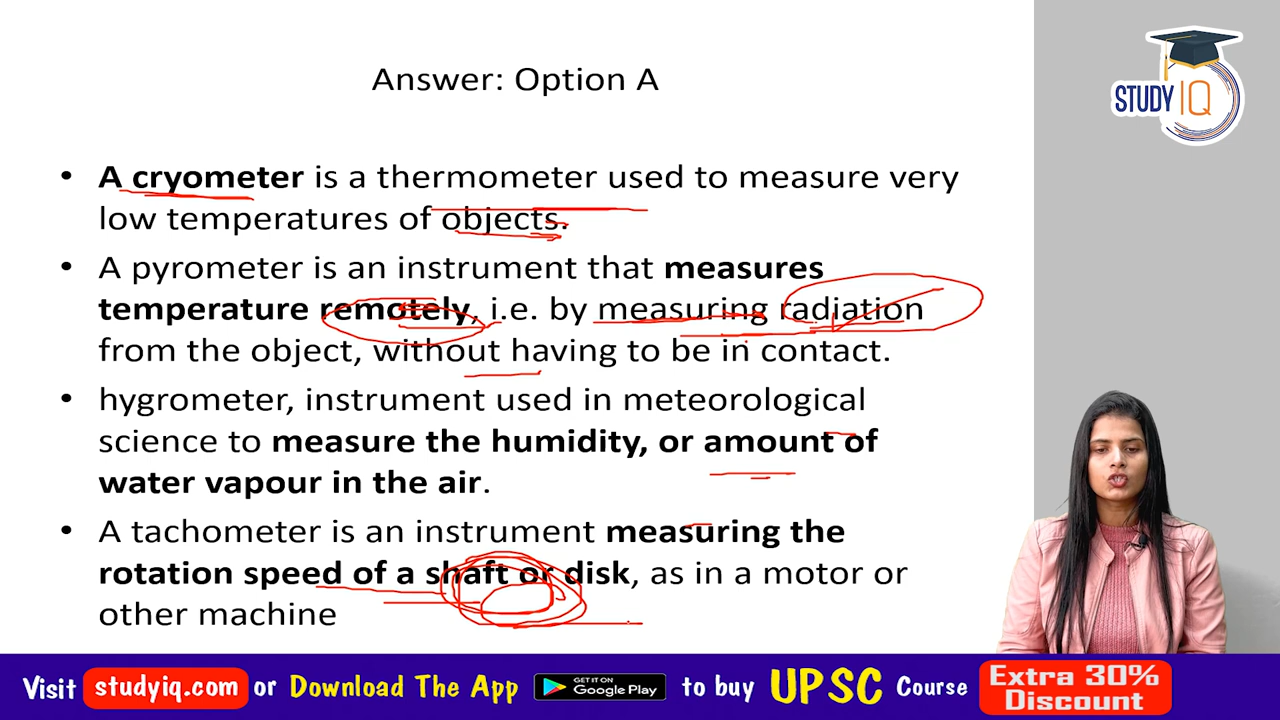 Answer: Option A
STUDY IQ
• A cryometer is a thermometer used to measure very
low temperatures of objects.
• A pyrometer is an instrument that measures
temperature remotely, i.e. by measuring radiation
from the object, without having to be in contact.
• hygrometer, instrument used in meteorological
science to measure the humidity, or amount of
water vapour in the air.
• A tachometer is an instrument measuring the
rotation speed of a shaft or disk, as in a motor or
other machine
Visit studyiq.com or Download The App GET IT ON Google Play to buy UPSC Course Extra 30% Discount